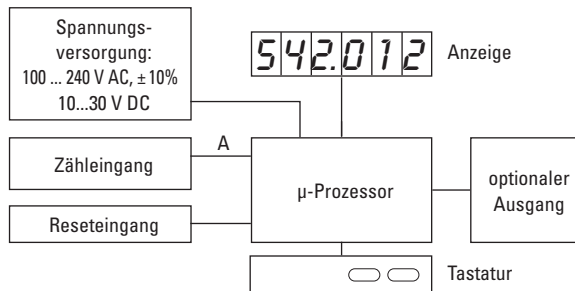 Spannungs-
versorgung:
100 ... 240 V AC, ±10%
10...30 V DC
542.012
Anzeige
Zähleingang
A
µ-Prozessor
optionaler
Ausgang
Reseteingang
Tastatur